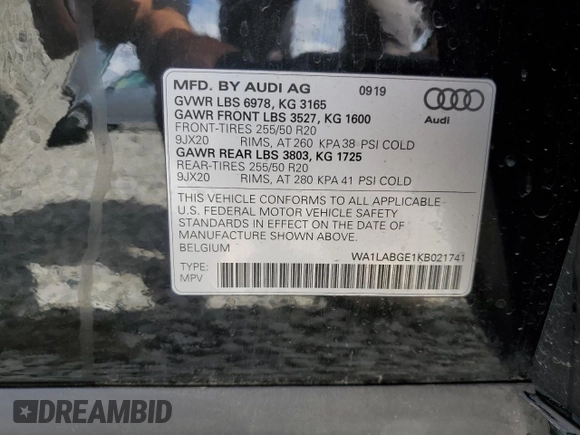 MFD. BY AUDI AG 0919
GVWR LBS 6978, KG 3165
GAWR FRONT LBS 3527, KG 1600
FRONT-TIRES 255/50 R20
9JX20 RIMS, AT 260 KPA 38 PSI COLD
GAWR REAR LBS 3803, KG 1725
REAR-TIRES 255/50 R20
9JX20 RIMS, AT 280 KPA 41 PSI COLD
Audi
THIS VEHICLE CONFORMS TO ALL APPLICABLE
U.S. FEDERAL MOTOR VEHICLE SAFETY
STANDARDS IN EFFECT ON THE DATE OF
MANUFACTURE SHOWN ABOVE.
BELGIUM WA1LABGE1KB021741
TYPE:
MPV
DREAMBID